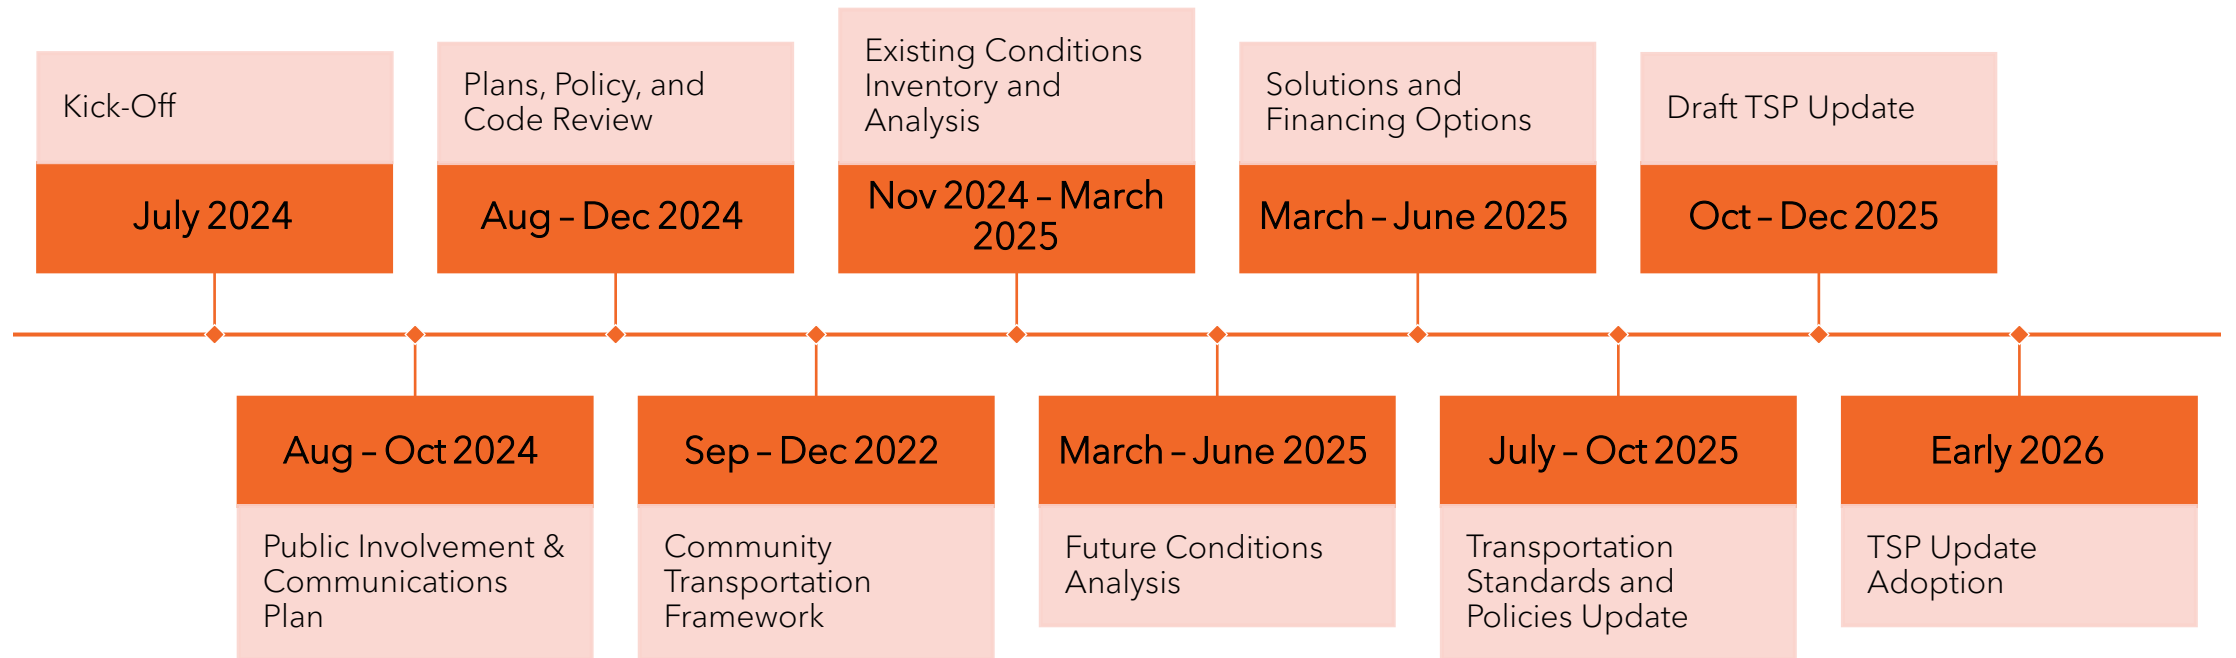 Kick-Off
July 2024
Plans, Policy, and
Code Review
Aug – Dec 2024
Existing Conditions
Inventory and
Analysis
Nov 2024 – March
2025
Solutions and
Financing Options
March – June 2025
Draft TSP Update
Oct – Dec 2025
Aug – Oct 2024
Public Involvement &
Communications
Plan
Sep – Dec 2022
Community
Transportation
Framework
March – June 2025
Future Conditions
Analysis
July – Oct 2025
Transportation
Standards and
Policies Update
Early 2026
TSP Update
Adoption